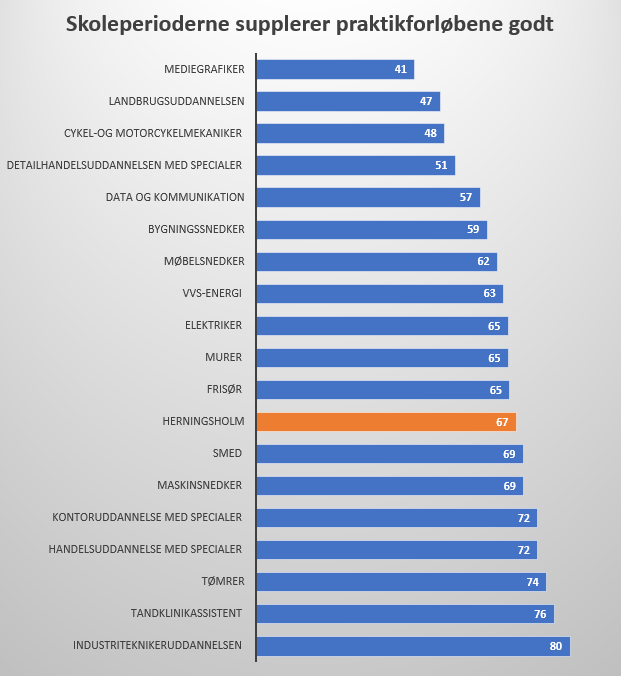 Skoleperioderne supplerer praktikforløbene godt
MEDIEGRAFIKER 41
LANDBRUGSUDDANNELSEN 47
CYKEL-OG MOTORCYKELMEKANIKER 48
DETAILHANDELSUDDANNELSEN MED SPECIALER 51
DATA OG KOMMUNIKATION 57
BYGNINGSSNEDKER 59
MØBELSNEDKER 62
VVS-ENERGI 63
ELEKTRIKER 65
MURER 65
FRISØR 65
HERNINGSHOLM 67
SMED 69
MASKINSNEDKER 69
KONTORUDDANNELSE MED SPECIALER 72
HANDELSUDDANNELSE MED SPECIALER 72
TØMRER 74
TANDKLINIKASSISTENT 76
INDUSTRITEKNIKERUDDANNELSEN 80